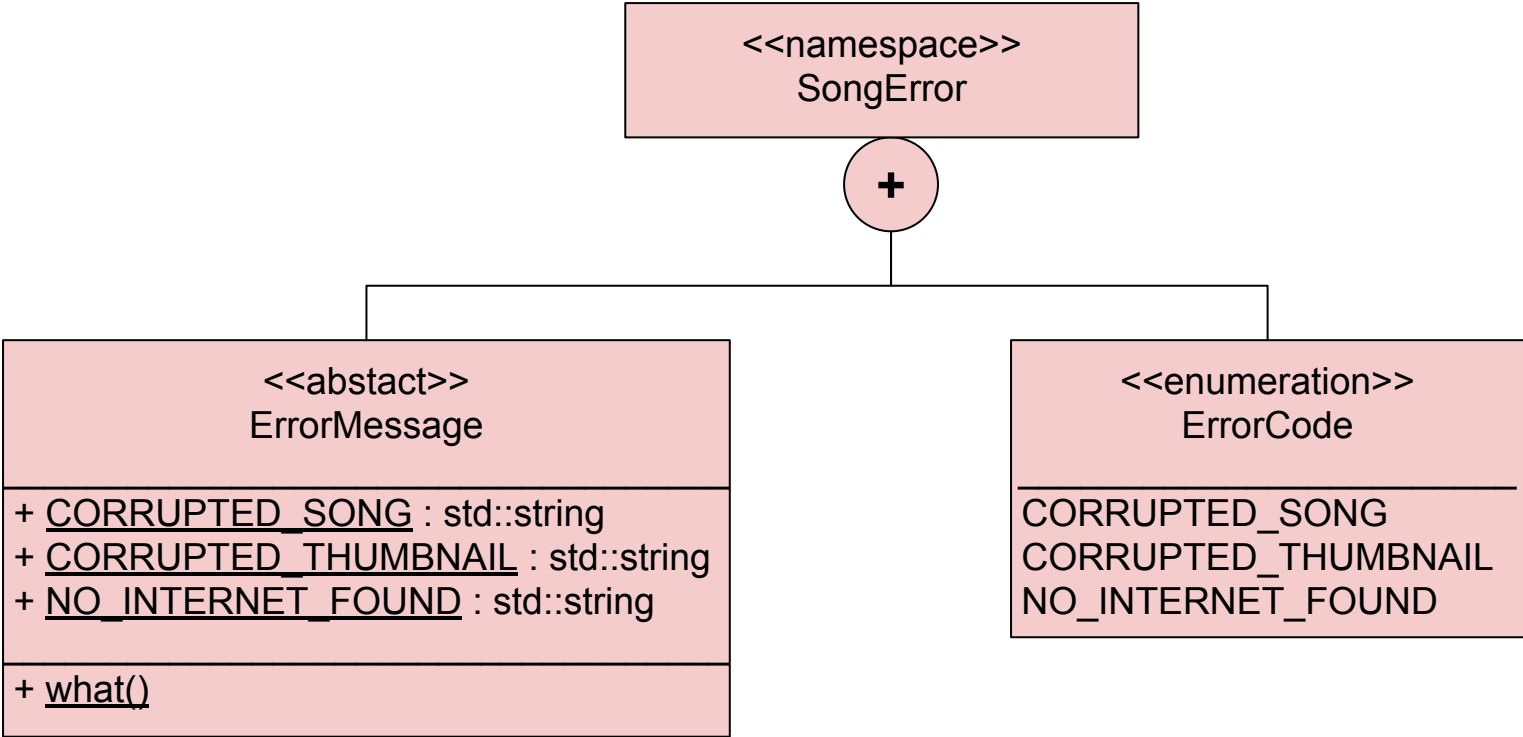 <<namespace>>
SongError
+
<<abstact>>
ErrorMessage
+ CORRUPTED_SONG : std::string
+ CORRUPTED_THUMBNAIL : std::string
+ NO_INTERNET_FOUND : std::string
+ what()
<<enumeration>>
ErrorCode
CORRUPTED_SONG
CORRUPTED_THUMBNAIL
NO_INTERNET_FOUND